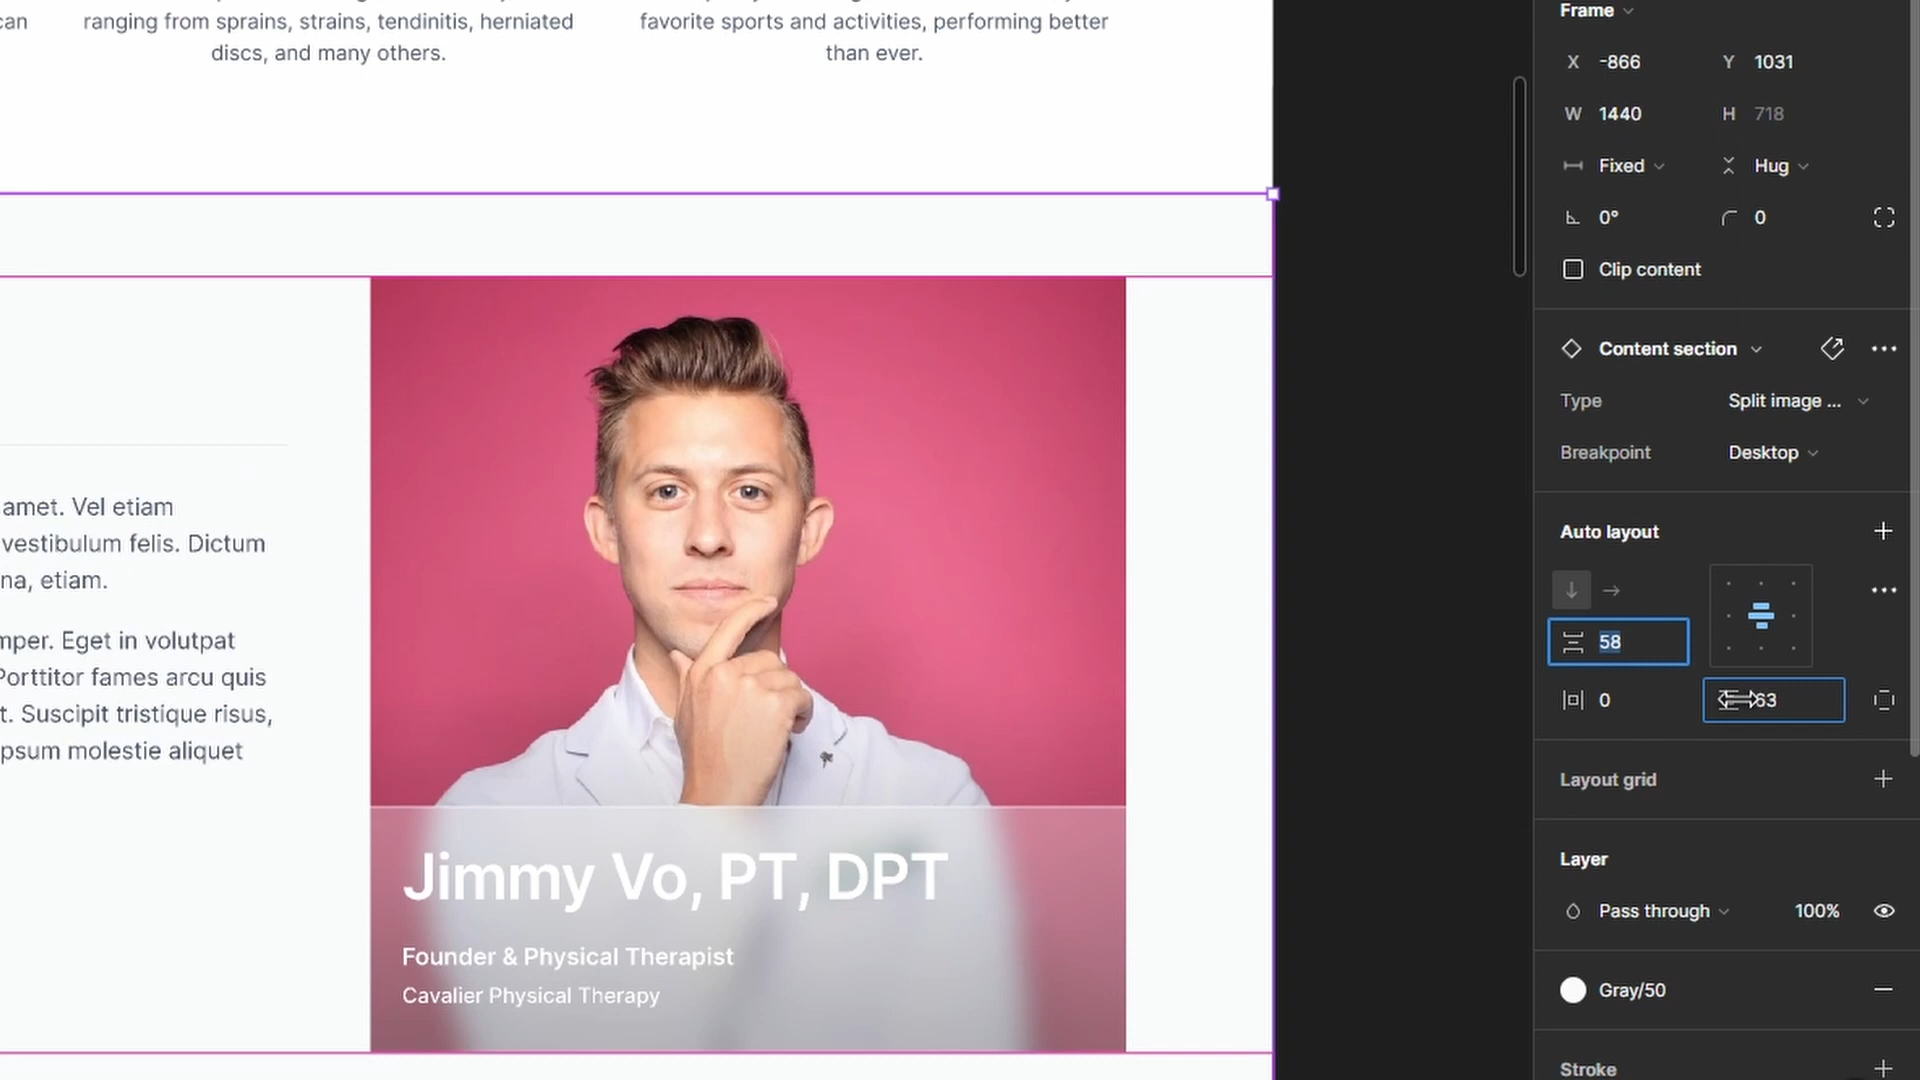 can
ranging from sprains, strains, tendinitis, herniated
discs, and many others.
favorite sports and activities, performing better
than ever.
amet. Vel etiam
vestibulum felis. Dictum
na, etiam.
mper. Eget in volutpat
Porttitor fames arcu quis
t. Suscipit tristique risus,
psum molestie aliquet
Jimmy Vo, PT, DPT
Founder & Physical Therapist
Cavalier Physical Therapy
Frame
X -866 Y 1031
W 1440 H 718
Fixed Hug
0° 0
Clip content
Content section
Type Split image ...
Breakpoint Desktop
Auto layout
58
0 63
Layout grid
Layer
Pass through 100%
Gray/50
Stroke